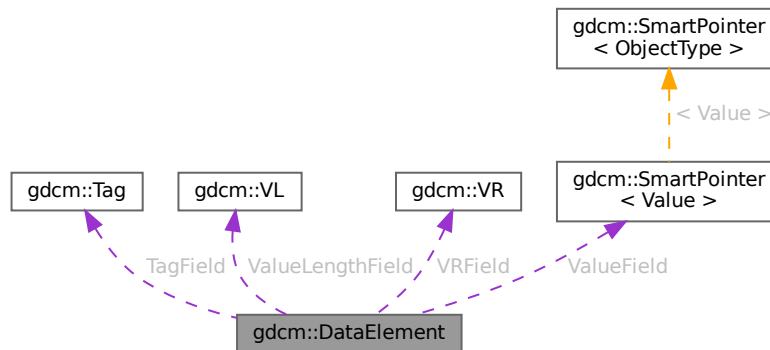 gdcm::SmartPointer
< ObjectType >
< Value >
gdcm::Tag
gdcm::VL
gdcm::VR
gdcm::SmartPointer
< Value >
TagField
ValueLengthField
VRField
ValueField
gdcm::DataElement